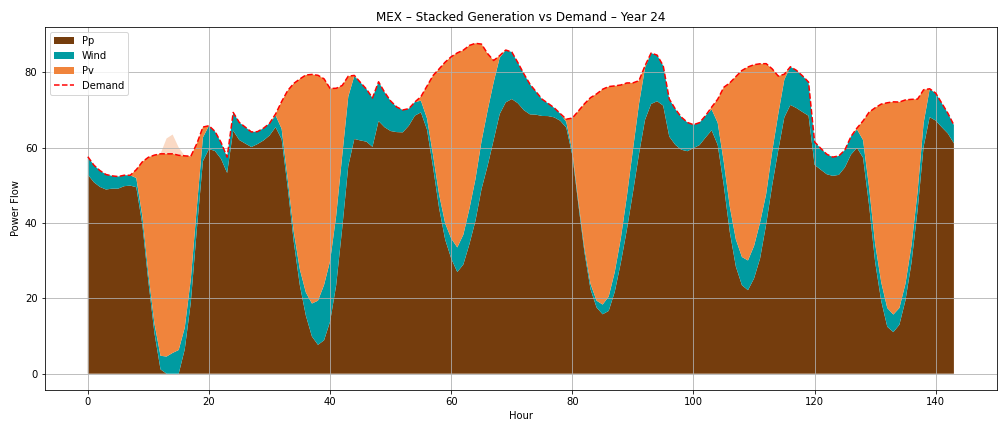 MEX – Stacked Generation vs Demand – Year 24
Pp
Wind
Pv
Demand
Power Flow
80
60
40
20
0
0 20 40 60 80 100 120 140
Hour